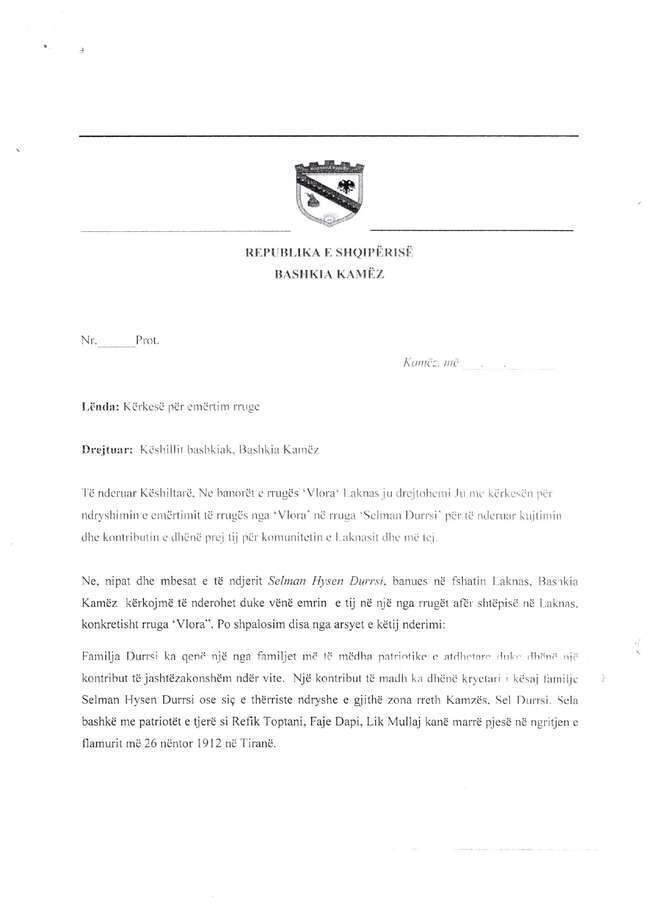 REPUBLIKA E SHQIPËRISË
BASHKIA KAMËZ
Nr.______Prot.
Kamëz, më ___.___.______
Lënda: Kërkesë për emërtim rruge
Drejtuar: Këshillit bashkiak, Bashkia Kamëz
Të nderuar Këshiltarë, Ne banorët e rrugës ‘Vlora‘ Laknas ju drejtohemi Ju me kërkesën për
ndryshimin e emërtimit të rrugës nga ‘Vlora’ në rruga ‘Selman Durrsi’ për të nderuar kujtimin
dhe kontributin e dhënë prej tij për komunitetin e Laknasit dhe më tej.
Ne, nipat dhe mbesat e të ndjerit Selman Hysen Durrsi, banues në fshatin Laknas, Bashkia
Kamëz kërkojmë të nderohet duke vënë emrin e tij në një nga rrugët afër shtëpisë në Laknas,
konkretisht rruga ‘Vlora”. Po shpalosim disa nga arsyet e këtij nderimi:
Familja Durrsi ka qenë një nga familjet më të mëdha patriotike e atdhetare duke dhënë një
kontribut të jashtëzakonshëm ndër vite. Një kontribut të madh ka dhënë kryetari i kësaj familje
Selman Hysen Durrsi ose siç e thërriste ndryshe e gjithë zona rreth Kamzës, Sel Durrsi. Sela
bashkë me patriotët e tjerë si Refik Toptani, Faje Dapi, Lik Mullaj kanë marrë pjesë në ngritjen e
flamurit më 26 nëntor 1912 në Tiranë.